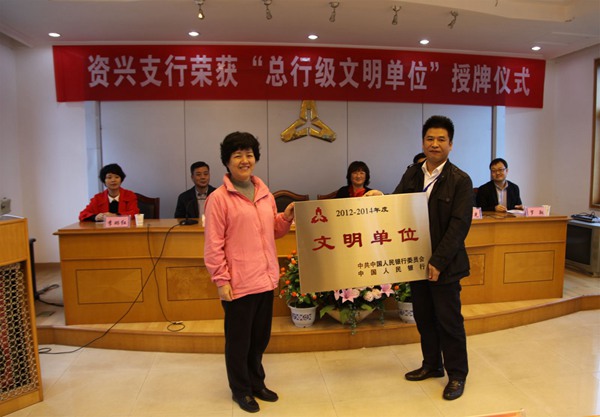 资兴支行荣获“总行级文明单位”授牌仪式
2012-2014年度
文明单位
中共中国人民银行委员会
中国人民银行